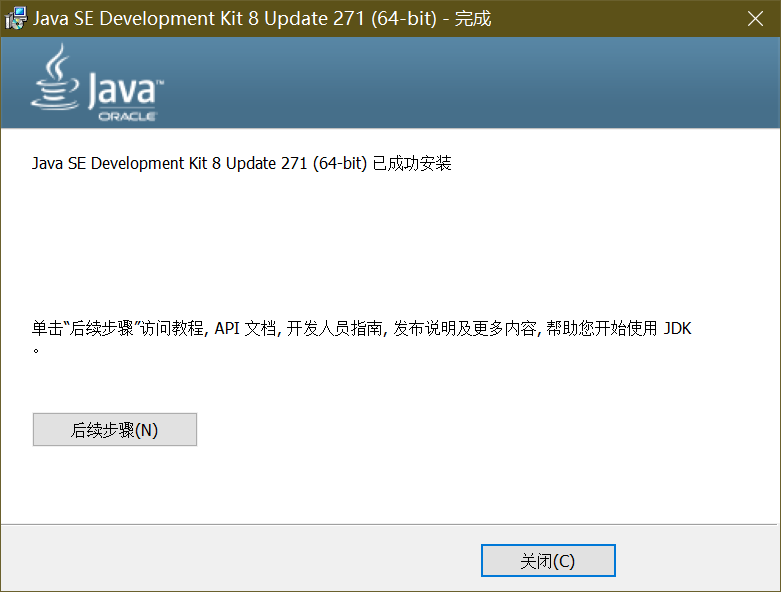 Java SE Development Kit 8 Update 271 (64-bit) - 完成
Java™
ORACLE
Java SE Development Kit 8 Update 271 (64-bit) 已成功安装
单击“后续步骤”访问教程, API 文档, 开发人员指南, 发布说明及更多内容, 帮助您开始使用 JDK
。
后续步骤(N)
关闭(C)